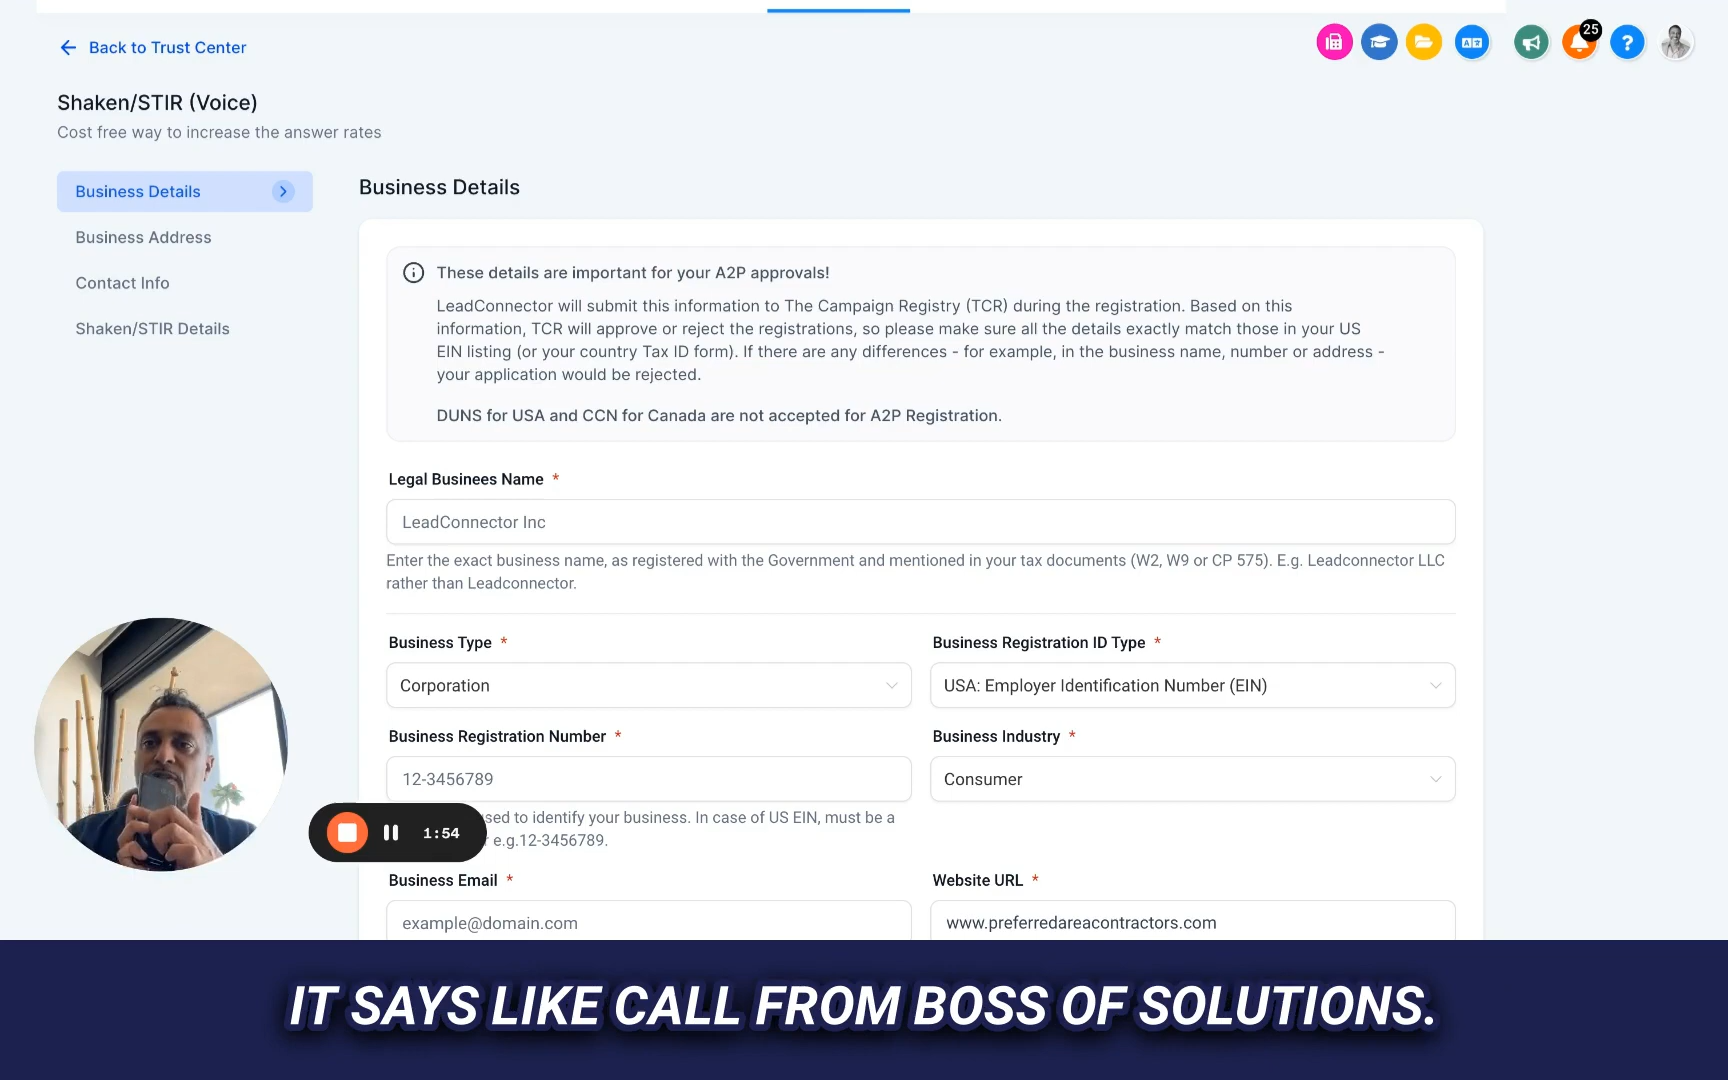 Back to Trust Center
25
?
Shaken/STIR (Voice)
Cost free way to increase the answer rates
Business Details
Business Address
Contact Info
Shaken/STIR Details
Business Details
These details are important for your A2P approvals!
LeadConnector will submit this information to The Campaign Registry (TCR) during the registration. Based on this
information, TCR will approve or reject the registrations, so please make sure all the details exactly match those in your US
EIN listing (or your country Tax ID form). If there are any differences - for example, in the business name, number or address -
your application would be rejected.
DUNS for USA and CCN for Canada are not accepted for A2P Registration.
Legal Businees Name *
LeadConnector Inc
Enter the exact business name, as registered with the Government and mentioned in your tax documents (W2, W9 or CP 575). E.g. Leadconnector LLC
rather than Leadconnector.
Business Type *
Business Registration ID Type *
Corporation
USA: Employer Identification Number (EIN)
Business Registration Number *
Business Industry *
12-3456789
Consumer
to identify your business. In case of US EIN, must be a
e.g.12-3456789.
1:54
Business Email *
Website URL *
example@domain.com
www.preferredareacontractors.com
IT SAYS LIKE CALL FROM BOSS OF SOLUTIONS.